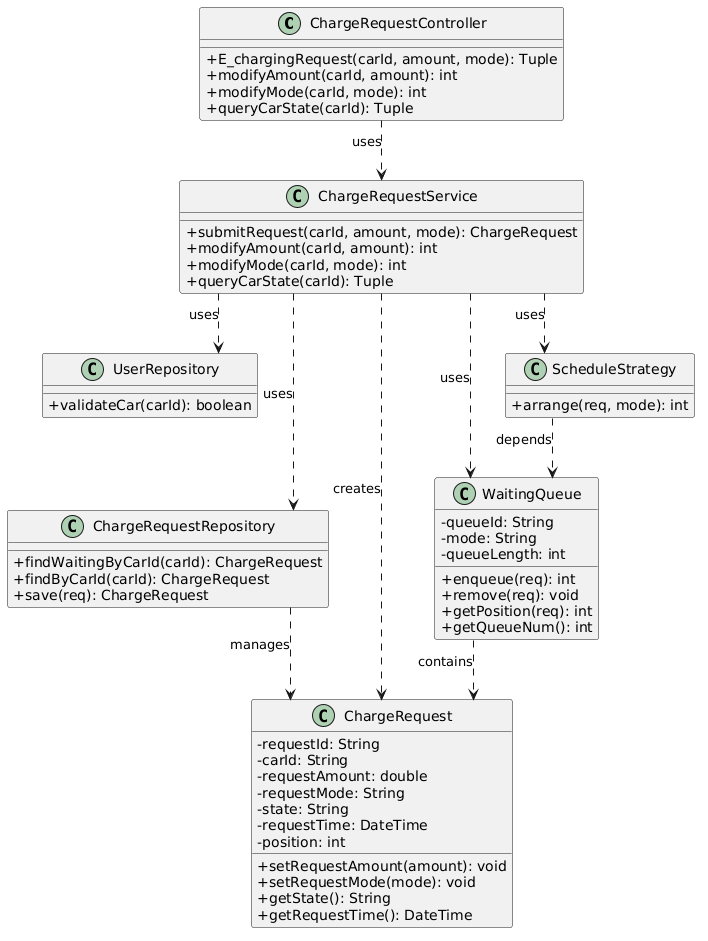 C ChargeRequestController
+E_chargingRequest(carId, amount, mode): Tuple
+modifyAmount(carId, amount): int
+modifyMode(carId, mode): int
+queryCarState(carId): Tuple
uses
C ChargeRequestService
+submitRequest(carId, amount, mode): ChargeRequest
+modifyAmount(carId, amount): int
+modifyMode(carId, mode): int
+queryCarState(carId): Tuple
uses
uses
C UserRepository
+validateCar(carId): boolean
C ScheduleStrategy
+arrange(req, mode): int
uses
uses
depends
creates
C ChargeRequestRepository
+findWaitingByCarId(carId): ChargeRequest
+findByCarId(carId): ChargeRequest
+save(req): ChargeRequest
C WaitingQueue
-queueId: String
-mode: String
-queueLength: int
+enqueue(req): int
+remove(req): void
+getPosition(req): int
+getQueueNum(): int
manages
contains
C ChargeRequest
-requestId: String
-carId: String
-requestAmount: double
-requestMode: String
-state: String
-requestTime: DateTime
-position: int
+setRequestAmount(amount): void
+setRequestMode(mode): void
+getState(): String
+getRequestTime(): DateTime